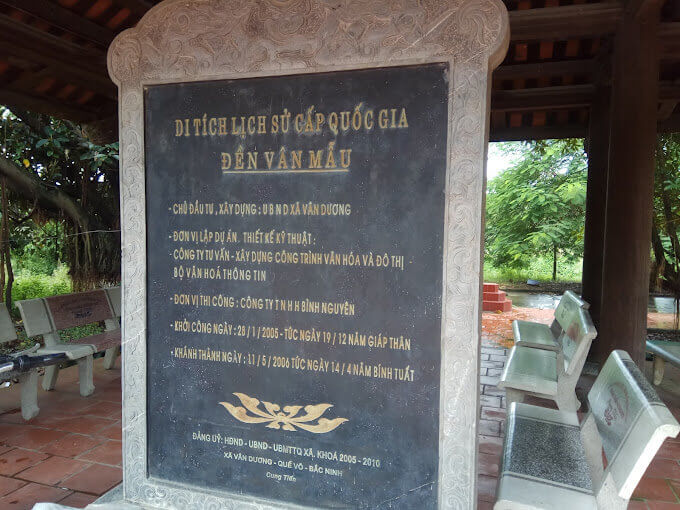 DI TÍCH LỊCH SỬ CẤP QUỐC GIA
ĐỀN VÂN MẪU
- CHỦ ĐẦU TƯ, XÂY DỰNG : UBND XÃ VÂN DƯƠNG
- ĐƠN VỊ LẬP DỰ ÁN. THIẾT KẾ KỸ THUẬT :
CÔNG TY TƯ VẤN - XÂY DỰNG CÔNG TRÌNH VĂN HÓA VÀ ĐÔ THỊ -
BỘ VĂN HOÁ THÔNG TIN
- ĐƠN VỊ THI CÔNG : CÔNG TY TNHH BÌNH NGUYÊN
- KHỞI CÔNG NGÀY : 28/1/2005 - TỨC NGÀY 19/12 NĂM GIÁP THÂN
- KHÁNH THÀNH NGÀY : 11/5/2006 TỨC NGÀY 14/4 NĂM BÍNH TUẤT
ĐẢNG UỶ: HĐND - UBND - UBMTTQ XÃ, KHOÁ 2005 - 2010
XÃ VÂN DƯƠNG - QUẾ VÕ - BẮC NINH
Cung Tiến